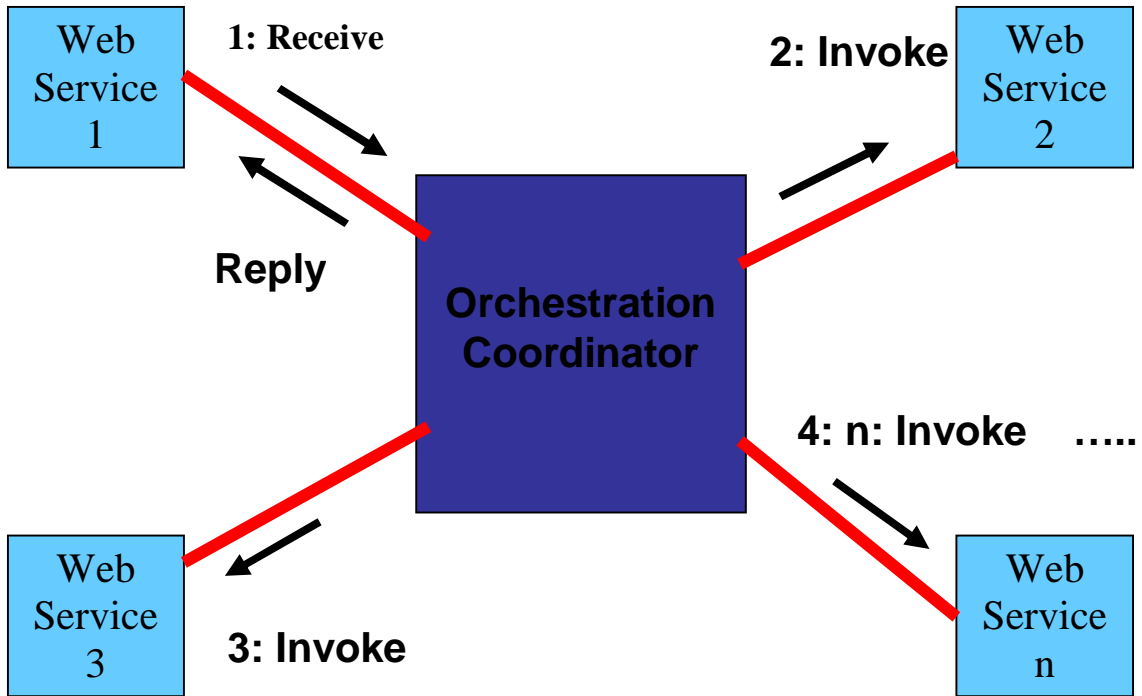 Web
Service
1
1: Receive
2: Invoke
Web
Service
2
Reply
Orchestration
Coordinator
4: n: Invoke …..
Web
Service
3
3: Invoke
Web
Service
n